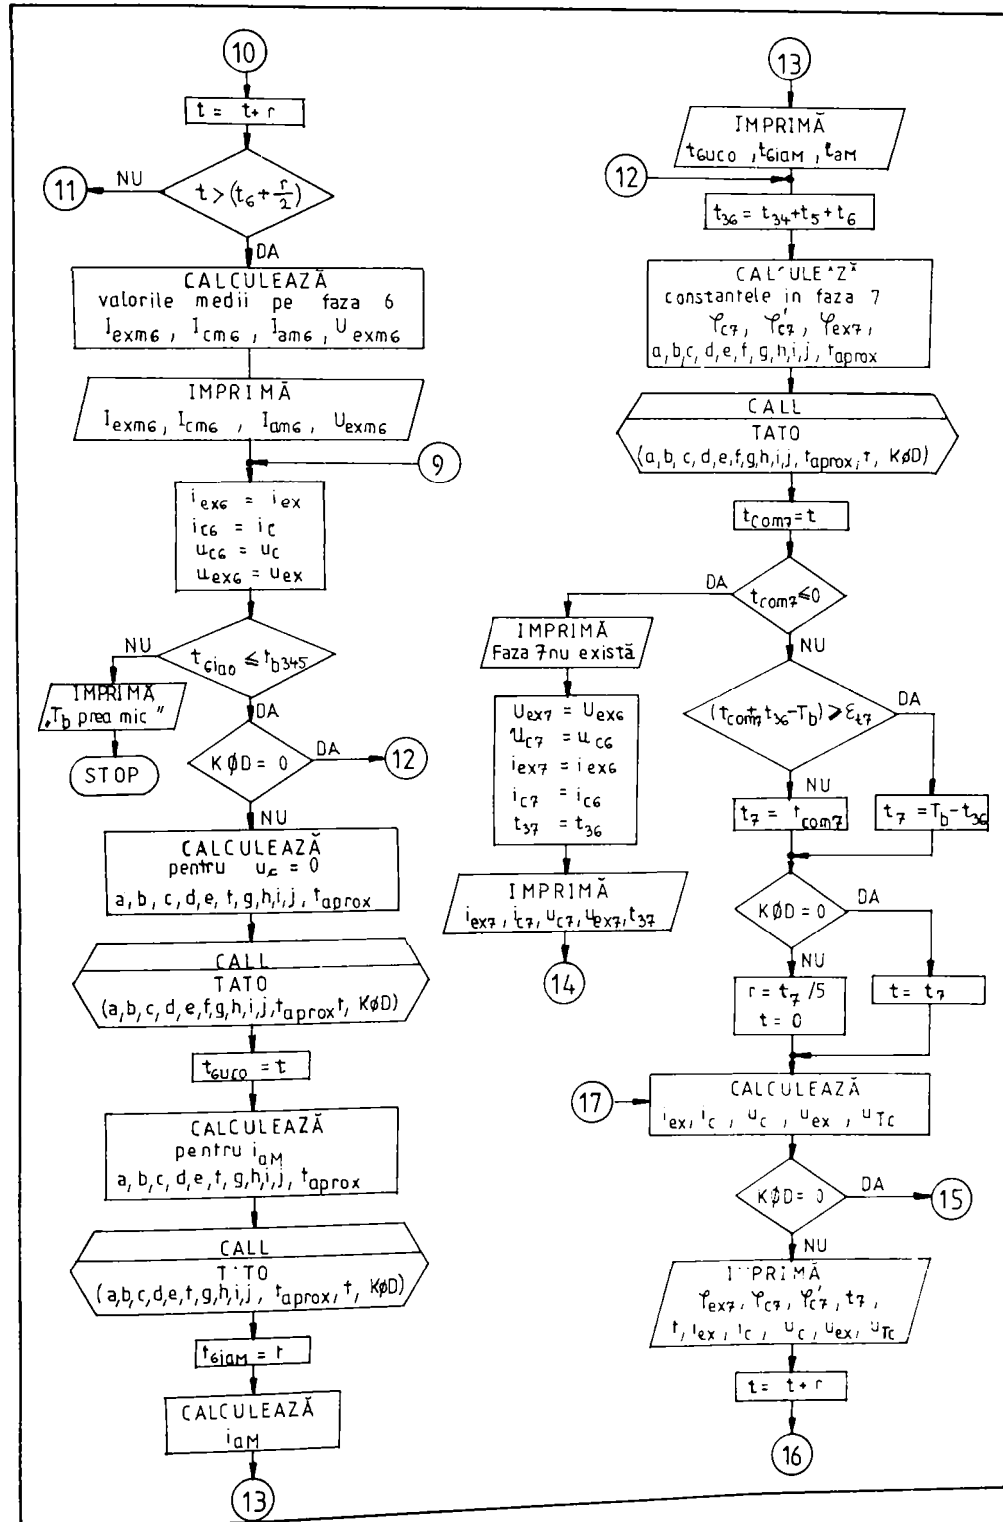 10
t = t + r
t > (t6 + r/2)
NU
11
DA
CALCULEAZĂ
valorile medii pe faza 6
Iexm6, Icm6, Iam6, Uexm6
IMPRIMĂ
Iexm6, Icm6, Iam6, Uexm6
9
iex6 = iex
ic6 = ic
uc6 = uc
uex6 = uex
NU
t6iao ≤ tb345
IMPRIMĂ
„Tb prea mic”
STOP
DA
KØD = 0
DA
12
NU
CALCULEAZĂ
pentru uc = 0
a, b, c, d, e, f, g, h, i, j, taprox
CALL
TATO
(a,b,c,d,e,f,g,h,i,j,taprox t, KØD)
t6uco = t
CALCULEAZĂ
pentru iaM
a, b, c, d, e, f, g, h, i, j, taprox
CALL
T TO
(a,b,c,d,e,f,g,h,i,j, taprox, t, KØD)
t6iaM = t
CALCULEAZĂ
iaM
13
13
IMPRIMĂ
t6uco, t6iaM, taM
12
t36 = t34 + t5 + t6
CALCULE ZĂ
constantele in faza 7
φc7, φ'c7, φex7,
a, b, c, d, e, f, g, h, i, j, taprox
CALL
TATO
(a,b,c,d,e,f,g,h,i,j, taprox, t, KØD)
tcom7 = t
tcom7 ≤ 0
DA
IMPRIMĂ
Faza 7 nu există
NU
Uex7 = Uex6
uc7 = uc6
iex7 = iex6
ic7 = ic6
t37 = t36
IMPRIMĂ
iex7, ic7, uc7, uex7, t37
14
(tcom7 + t36 - Tb) > εt7
DA
NU
t7 = tcom7
t7 = Tb - t36
KØD = 0
DA
NU
r = t7 / 5
t = 0
t = t7
17
CALCULEAZĂ
iex, ic, uc, uex, uTc
KØD = 0
DA
15
NU
I PRIMĂ
φex7, φc7, φ'c7, t7,
t, iex, ic, uc, uex, uTc
t = t + r
16